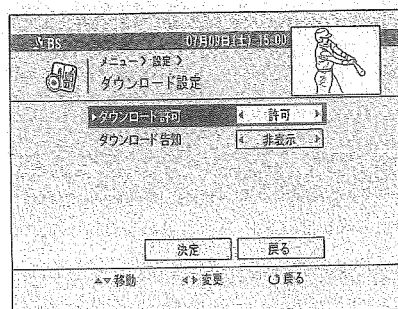 BS 07月09日(土) 15:00
メニュー 〉 設定 〉
ダウンロード設定
▶ダウンロード許可 ◀ 許可 ▶
ダウンロード告知 ◀ 非表示 ▶
決定 戻る
▲▼移動 ◀▶変更 ↺戻る